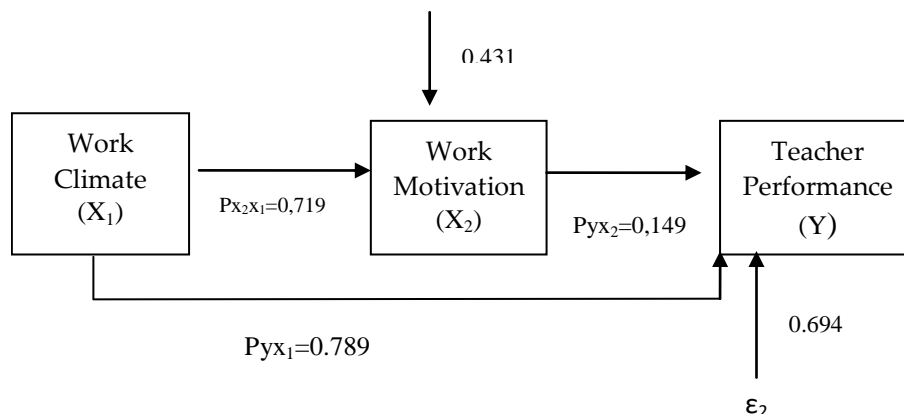 0.431
Work
Climate
(X₁)
Work
Motivation
(X₂)
Teacher
Performance
(Y)
Px₂x₁=0,719
Pyx₂=0,149
Pyx₁=0.789
0.694
ε₂